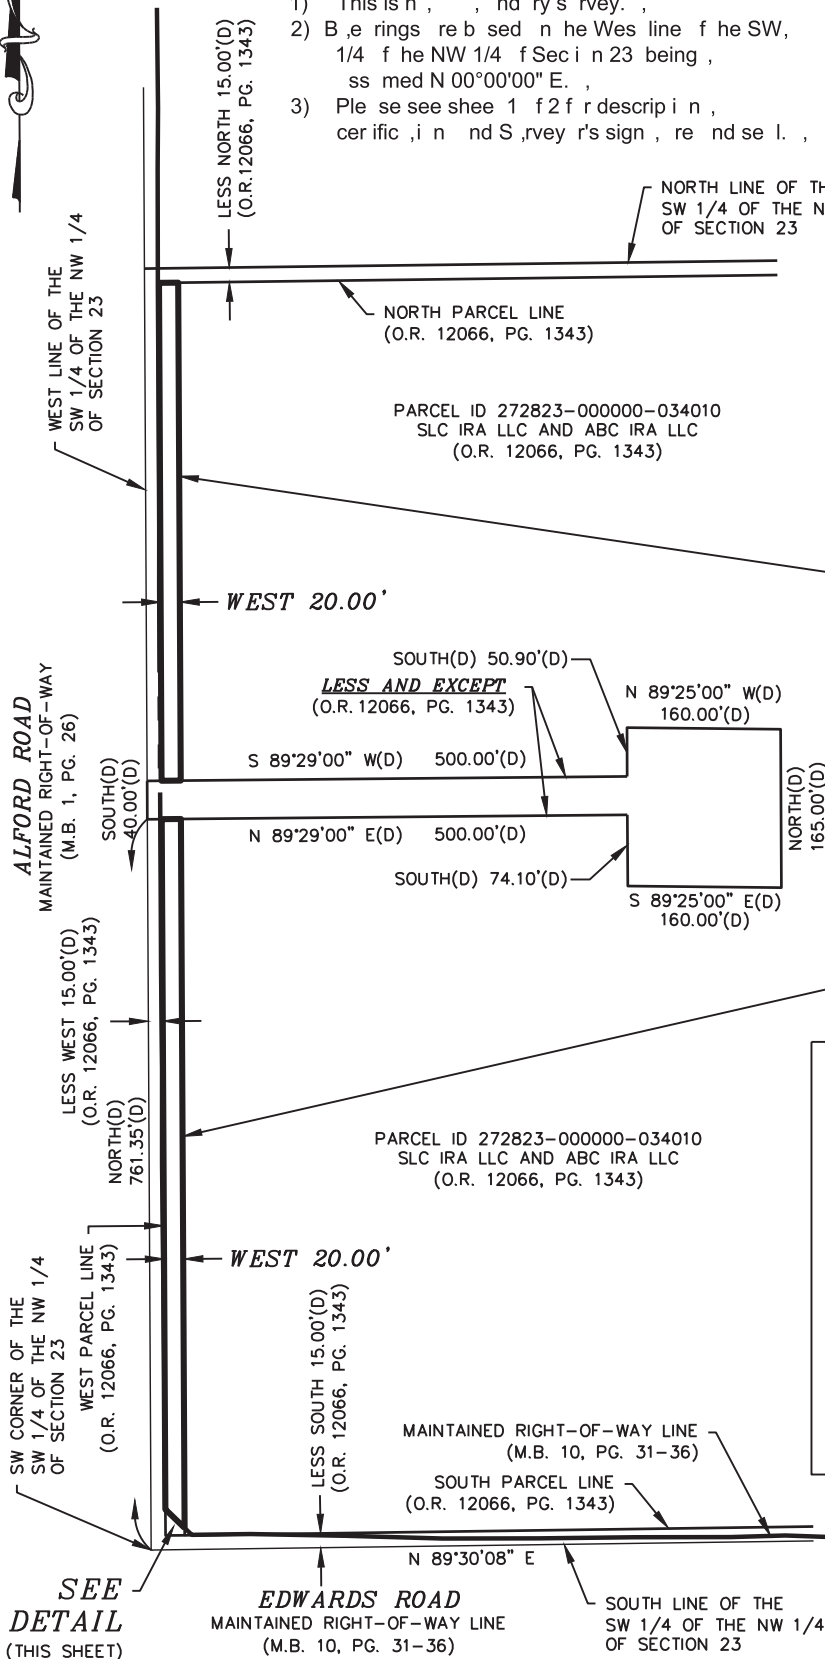 1) This is n , , nd ry s rvey. ,
2) B ,e rings re b sed n he Wes line f he SW,
1/4 f he NW 1/4 f Sec i n 23 being ,
ss med N 00°00'00" E. ,
3) Ple se see shee 1 f 2 f r descrip i n ,
cer ific ,i n nd S ,rvey r's sign , re nd se l. ,
LESS NORTH 15.00'(D)
(O.R.12066, PG. 1343)
NORTH LINE OF
SW 1/4 OF THE
OF SECTION 23
WEST LINE OF THE
SW 1/4 OF THE NW 1/4
OF SECTION 23
NORTH PARCEL LINE
(O.R. 12066, PG. 1343)
PARCEL ID 272823-000000-034010
SLC IRA LLC AND ABC IRA LLC
(O.R. 12066, PG. 1343)
WEST 20.00'
ALFORD ROAD
MAINTAINED RIGHT-OF-WAY
(M.B. 1, PG. 26)
SOUTH(D)
40.00'(D)
SOUTH(D) 50.90'(D)
LESS AND EXCEPT
(O.R. 12066, PG. 1343)
N 89°25'00" W(D)
160.00'(D)
S 89°29'00" W(D) 500.00'(D)
NORTH(D)
165.00'(D)
N 89°29'00" E(D) 500.00'(D)
SOUTH(D) 74.10'(D)
S 89°25'00" E(D)
160.00'(D)
LESS WEST 15.00'(D)
(O.R. 12066, PG. 1343)
NORTH(D)
761.35'(D)
PARCEL ID 272823-000000-034010
SLC IRA LLC AND ABC IRA LLC
(O.R. 12066, PG. 1343)
WEST 20.00'
WEST PARCEL LINE
(O.R. 12066, PG. 1343)
SW CORNER OF THE
SW 1/4 OF THE NW 1/4
OF SECTION 23
LESS SOUTH 15.00'(D)
(O.R. 12066, PG. 1343)
MAINTAINED RIGHT-OF-WAY LINE
(M.B. 10, PG. 31-36)
SOUTH PARCEL LINE
(O.R. 12066, PG. 1343)
N 89°30'08" E
SEE
DETAIL
(THIS SHEET)
EDWARDS ROAD
MAINTAINED RIGHT-OF-WAY LINE
(M.B. 10, PG. 31-36)
SOUTH LINE OF THE
SW 1/4 OF THE NW 1/4
OF SECTION 23